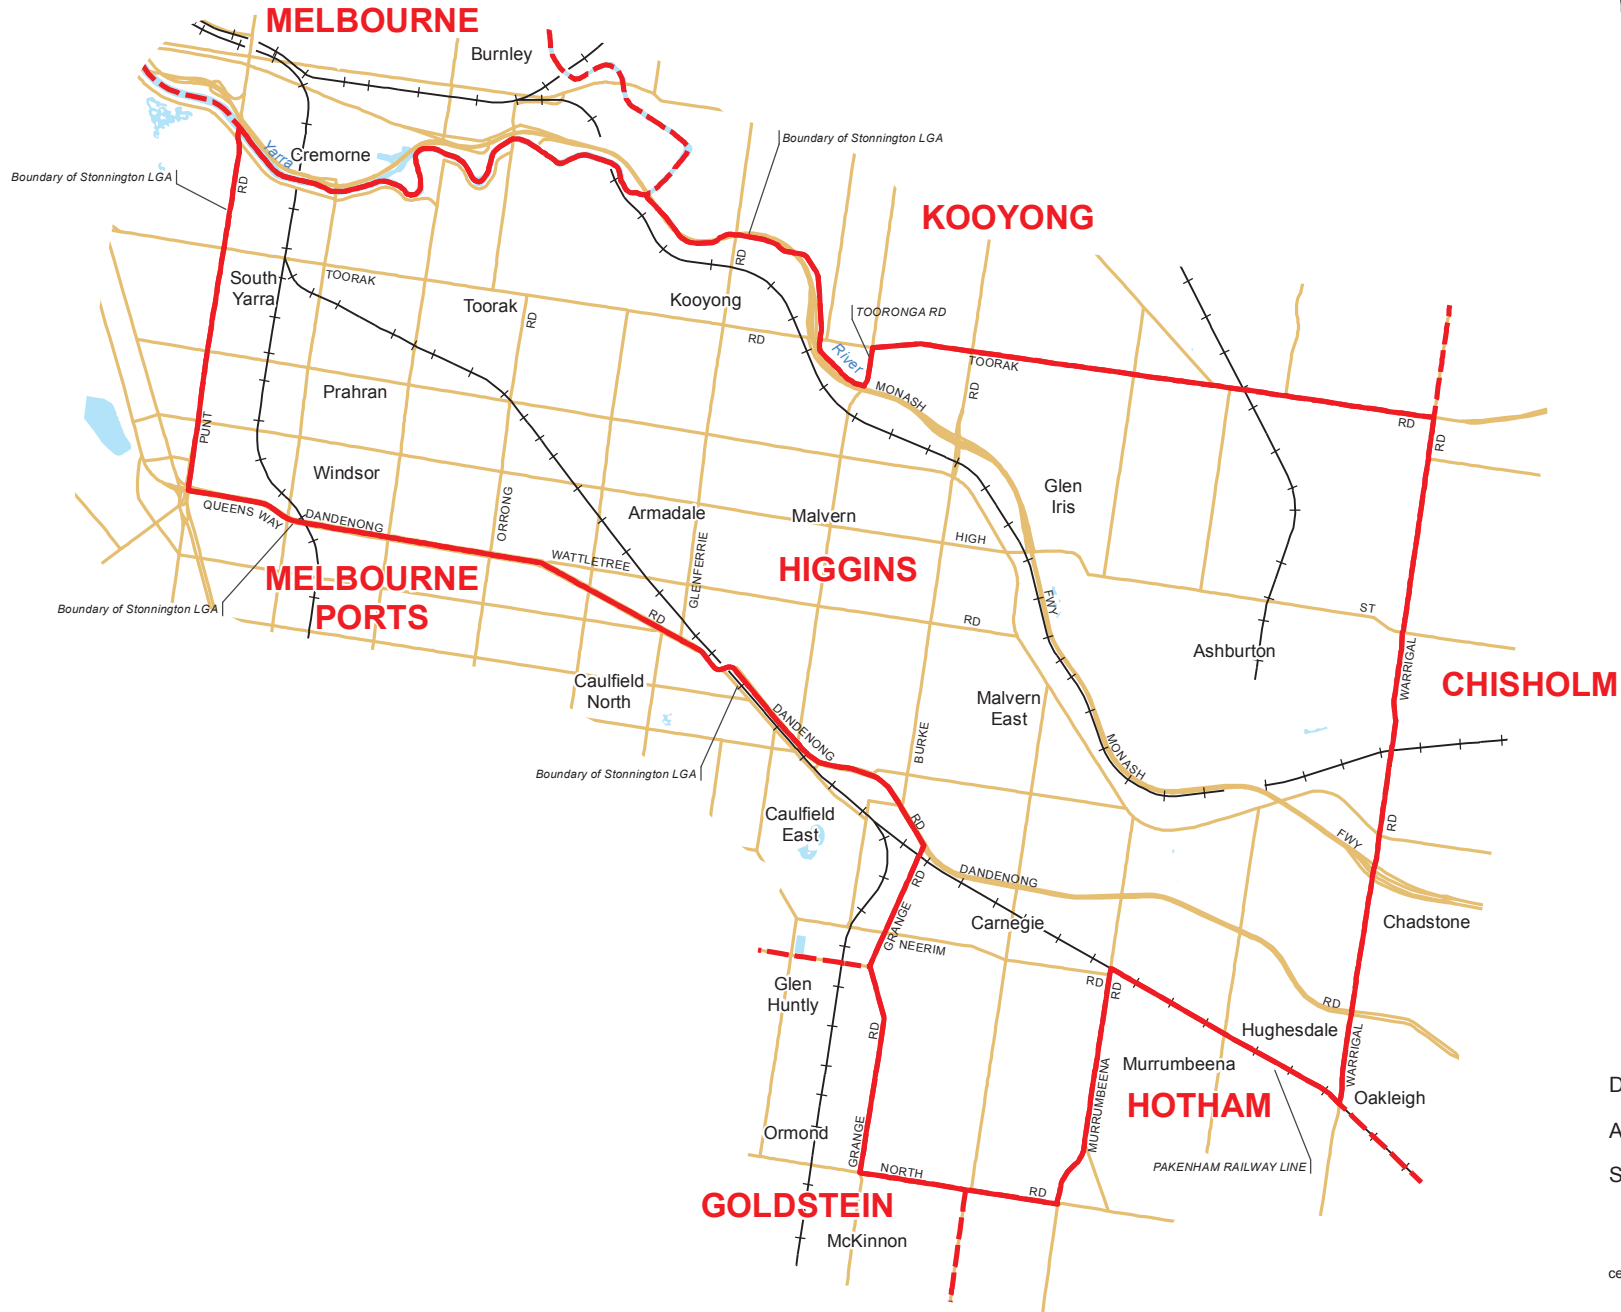 MELBOURNE
Burnley
Boundary of Stonnington LGA
Yarra
Cremorne
Boundary of Stonnington LGA
RD
KOOYONG
RD
South
Yarra
TOORAK
Toorak
Kooyong
RD
TOORONGA RD
RD
River
TOORAK
RD
MONASH
Prahran
PUNT
RD
RD
Windsor
QUEENS WAY
DANDENONG
ORRONG
Armadale
Malvern
Glen
Iris
HIGH
WATTLETREE
GLENFERRIE
HIGGINS
MELBOURNE
PORTS
Boundary of Stonnington LGA
RD
RD
FWY
ST
Ashburton
WARRIGAL
CHISHOLM
Caulfield
North
Malvern
East
DANDENONG
BURKE
MONASH
Boundary of Stonnington LGA
Caulfield
East
RD
RD
FWY
DANDENONG
RD
Carnegie
Chadstone
GRANGE
NEERIM
Glen
Huntly
RD
RD
RD
RD
Hughesdale
WARRIGAL
Murrumbeena
MURRUMBEENA
Oakleigh
HOTHAM
D
A
S
Ormond
GRANGE
NORTH
RD
PAKENHAM RAILWAY LINE
GOLDSTEIN
McKinnon
ce